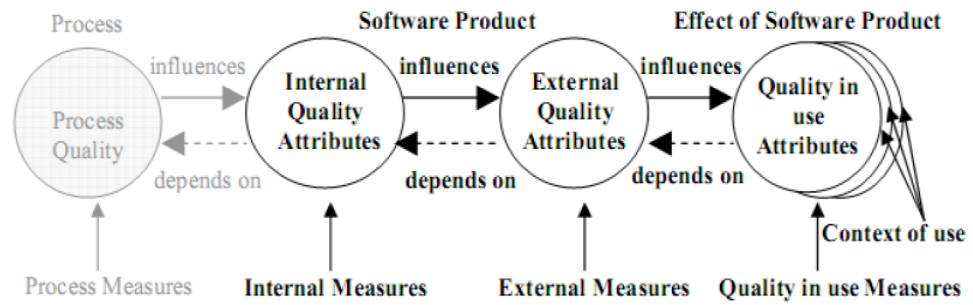 Process
Software Product
Effect of Software Product
influences
influences
influences
Process
Quality
Internal
Quality
Attributes
External
Quality
Attributes
Quality in
use
Attributes
depends on
depends on
depends on
Context of use
Process Measures
Internal Measures
External Measures
Quality in use Measures